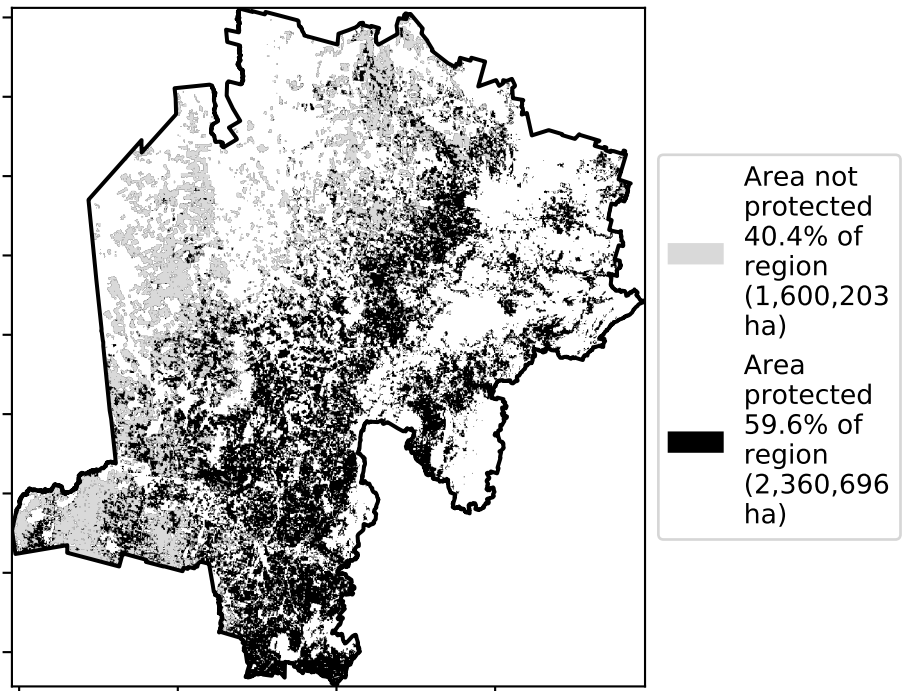 Area not
protected
40.4% of
region
(1,600,203
ha)
Area
protected
59.6% of
region
(2,360,696
ha)